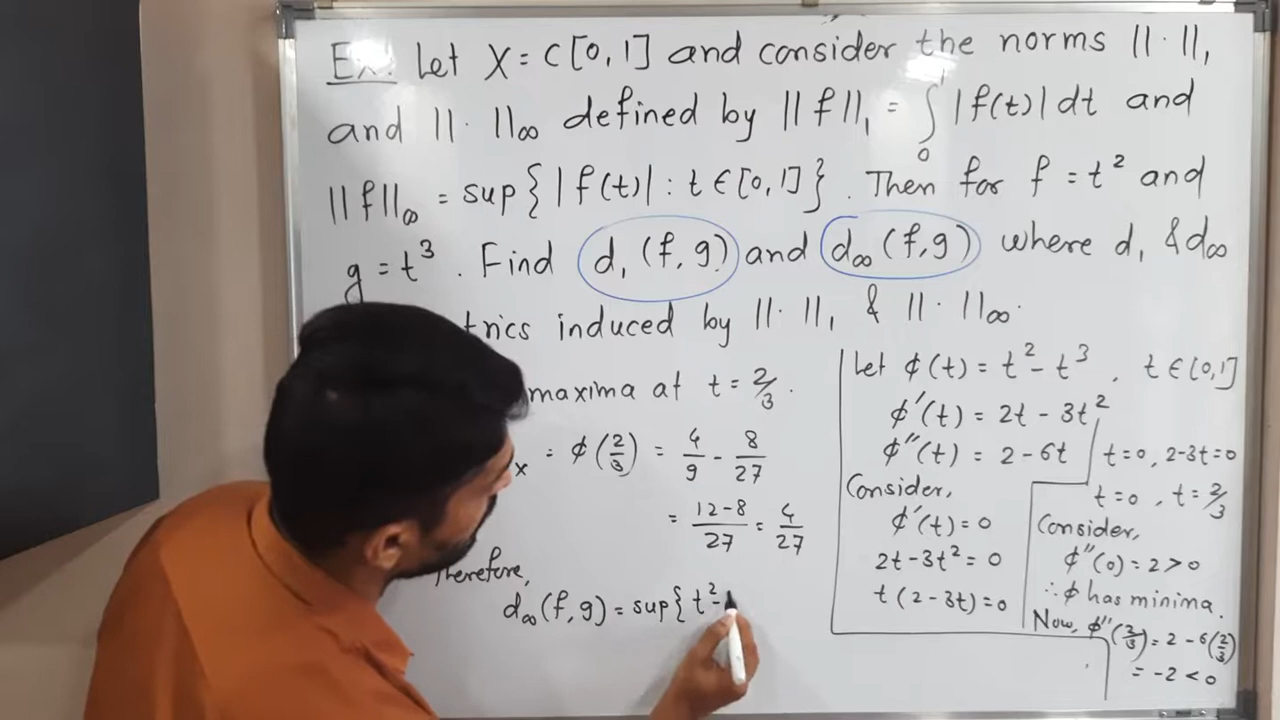 Ex: Let X = C[0,1] and consider the norms ||·||₁
and ||·||∞ defined by ||f||₁ = ∫₀¹ |f(t)| dt and
||f||∞ = sup{ |f(t)| : t ∈ [0,1] }. Then for f = t² and
g = t³. Find d₁(f,g) and d∞(f,g) where d₁ & d∞
trics induced by ||·||₁ & ||·||∞.
maxima at t = 2/3.
x = φ(2/3) = 4/9 - 8/27
= 12-8/27 = 4/27
Therefore,
d∞(f,g) = sup{ t² -
Let φ(t) = t² - t³, t ∈ [0,1]
φ'(t) = 2t - 3t²
φ''(t) = 2 - 6t
Consider,
φ'(t) = 0
2t - 3t² = 0
t(2-3t) = 0
t=0, 2-3t=0
t=0, t=2/3
Consider,
φ''(0) = 2 > 0
∴ φ has minima.
Now, φ''(2/3) = 2 - 6(2/3)
= -2 < 0